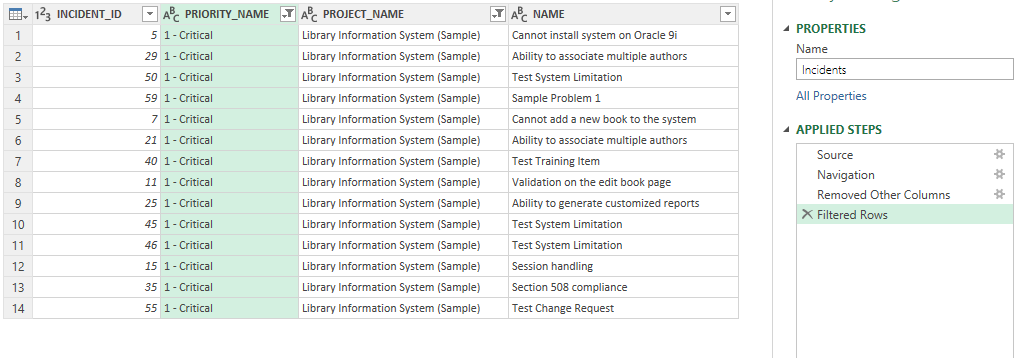 1²3 INCIDENT_ID ABC PRIORITY_NAME ABC PROJECT_NAME ABC NAME
1 5 1 - Critical Library Information System (Sample) Cannot install system on Oracle 9i
2 29 1 - Critical Library Information System (Sample) Ability to associate multiple authors
3 50 1 - Critical Library Information System (Sample) Test System Limitation
4 59 1 - Critical Library Information System (Sample) Sample Problem 1
5 7 1 - Critical Library Information System (Sample) Cannot add a new book to the system
6 21 1 - Critical Library Information System (Sample) Ability to associate multiple authors
7 40 1 - Critical Library Information System (Sample) Test Training Item
8 11 1 - Critical Library Information System (Sample) Validation on the edit book page
9 25 1 - Critical Library Information System (Sample) Ability to generate customized reports
10 45 1 - Critical Library Information System (Sample) Test System Limitation
11 46 1 - Critical Library Information System (Sample) Test System Limitation
12 15 1 - Critical Library Information System (Sample) Session handling
13 35 1 - Critical Library Information System (Sample) Section 508 compliance
14 55 1 - Critical Library Information System (Sample) Test Change Request
PROPERTIES
Name
Incidents
All Properties
APPLIED STEPS
Source
Navigation
Removed Other Columns
Filtered Rows